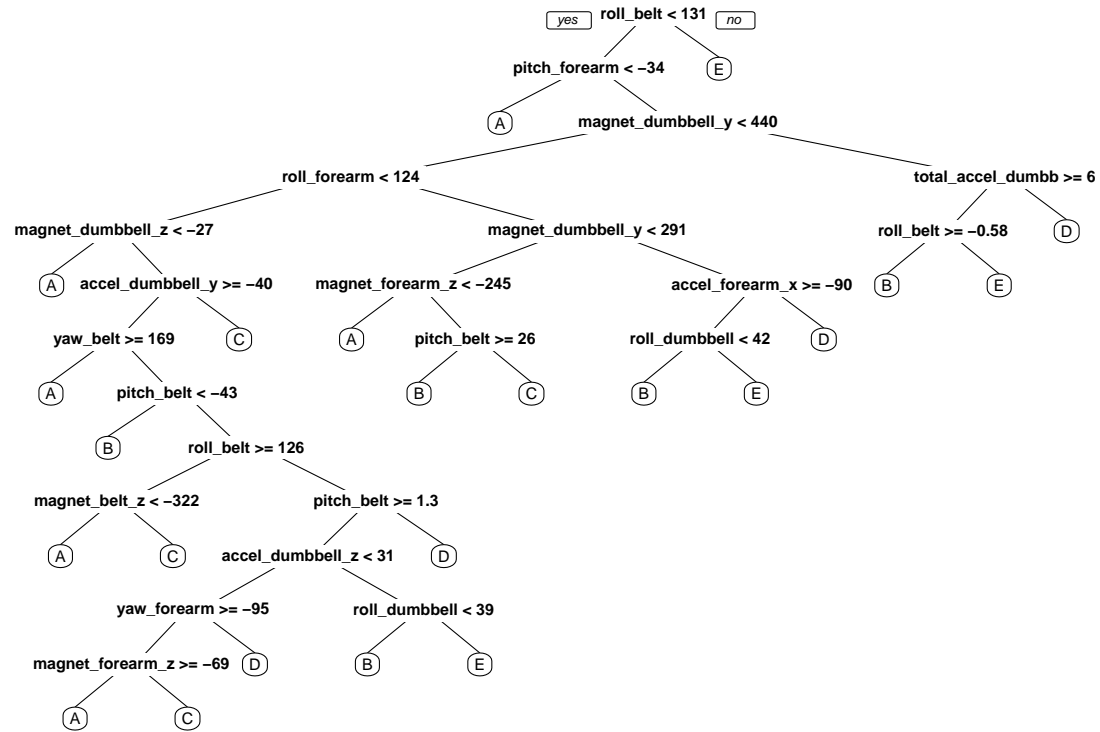 yes roll_belt < 131 no
pitch_forearm < −34 E
A magnet_dumbbell_y < 440
roll_forearm < 124 total_accel_dumbb >= 6
magnet_dumbbell_z < −27 magnet_dumbbell_y < 291 roll_belt >= −0.58 D
A accel_dumbbell_y >= −40 magnet_forearm_z < −245 accel_forearm_x >= −90 B E
yaw_belt >= 169 C A pitch_belt >= 26 roll_dumbbell < 42 D
A pitch_belt < −43 B C B E
B roll_belt >= 126
magnet_belt_z < −322 pitch_belt >= 1.3
A C accel_dumbbell_z < 31 D
yaw_forearm >= −95 roll_dumbbell < 39
magnet_forearm_z >= −69 D B E
A C